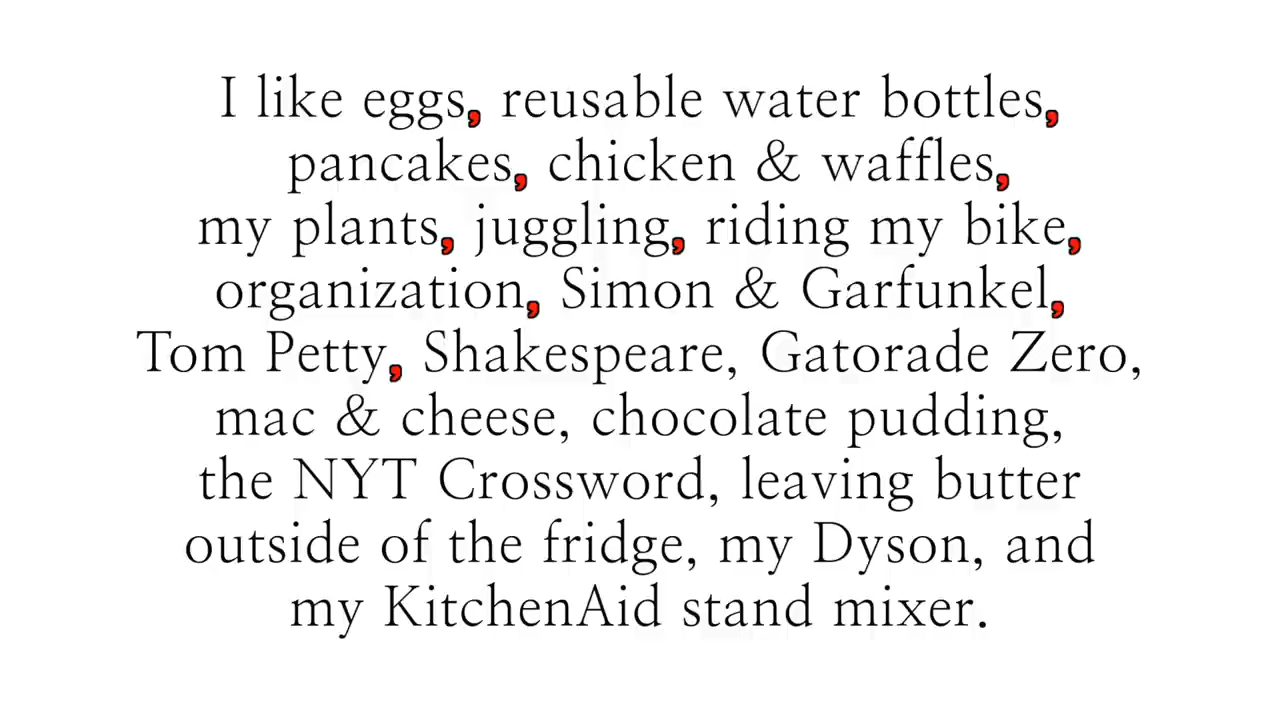 I like eggs, reusable water bottles,
pancakes, chicken & waffles,
my plants, juggling, riding my bike,
organization, Simon & Garfunkel,
Tom Petty, Shakespeare, Gatorade Zero,
mac & cheese, chocolate pudding,
the NYT Crossword, leaving butter
outside of the fridge, my Dyson, and
my KitchenAid stand mixer.